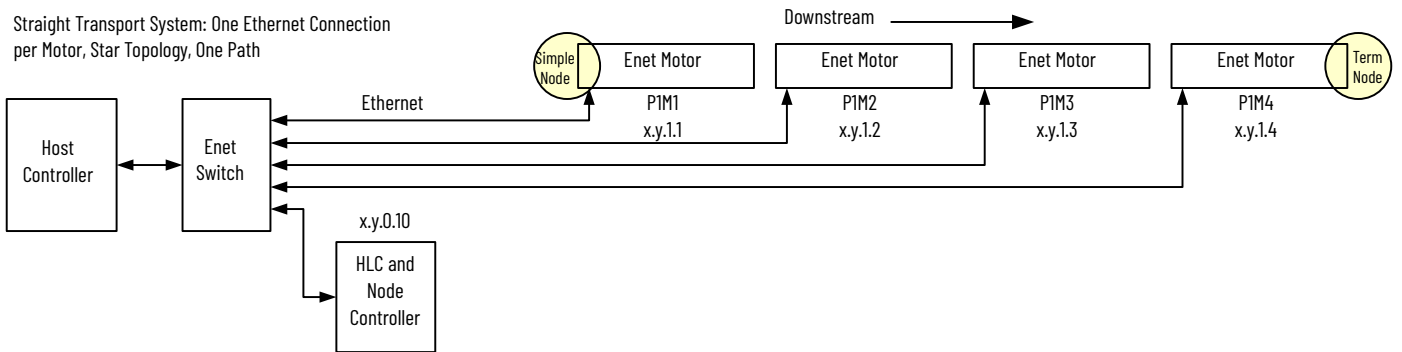 Straight Transport System: One Ethernet Connection
per Motor, Star Topology, One Path
Downstream
Simple
Node
Enet Motor
Enet Motor
Enet Motor
Enet Motor
Term
Node
Ethernet
P1M1
x.y.1.1
P1M2
x.y.1.2
P1M3
x.y.1.3
P1M4
x.y.1.4
Host
Controller
Enet
Switch
x.y.0.10
HLC and
Node
Controller